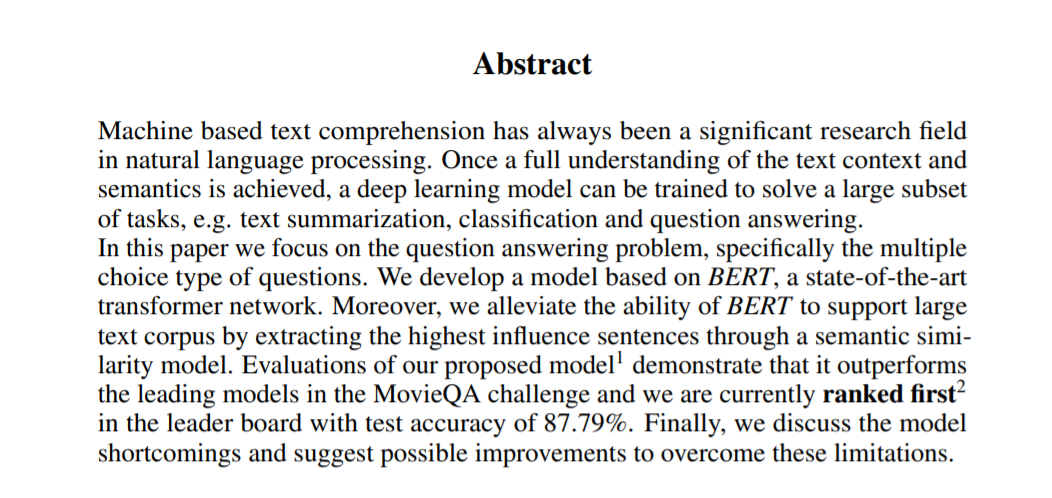 Abstract
Machine based text comprehension has always been a significant research field
in natural language processing. Once a full understanding of the text context and
semantics is achieved, a deep learning model can be trained to solve a large subset
of tasks, e.g. text summarization, classification and question answering.
In this paper we focus on the question answering problem, specifically the multiple
choice type of questions. We develop a model based on BERT, a state-of-the-art
transformer network. Moreover, we alleviate the ability of BERT to support large
text corpus by extracting the highest influence sentences through a semantic simi-
larity model. Evaluations of our proposed model¹ demonstrate that it outperforms
the leading models in the MovieQA challenge and we are currently ranked first²
in the leader board with test accuracy of 87.79%. Finally, we discuss the model
shortcomings and suggest possible improvements to overcome these limitations.